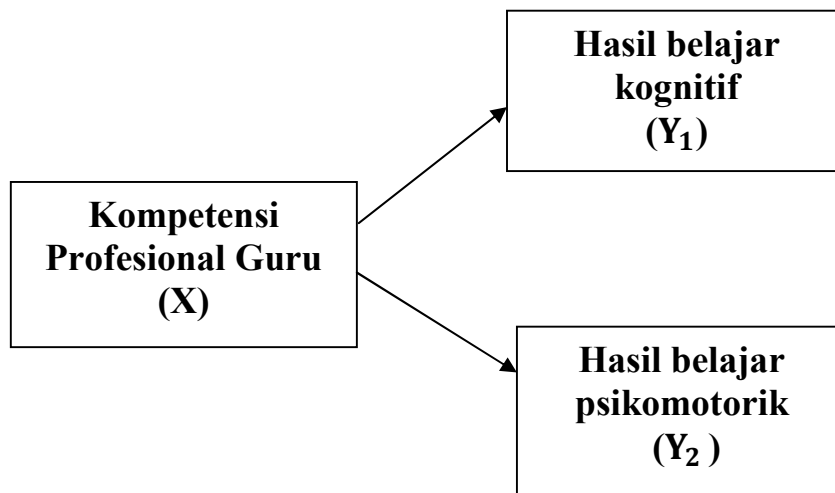 Hasil belajar
kognitif
(Y₁)
Kompetensi
Profesional Guru
(X)
Hasil belajar
psikomotorik
(Y₂ )